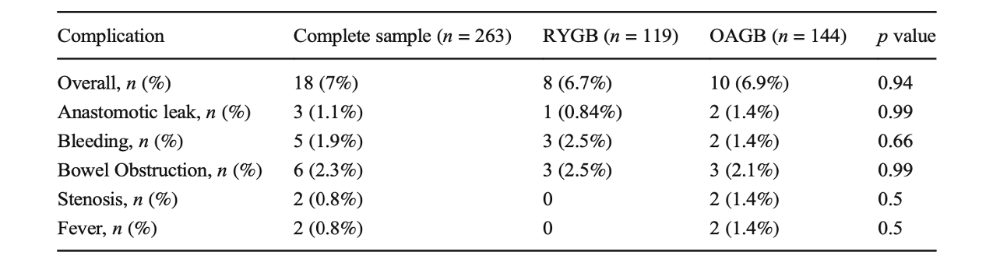 Complication Complete sample (n = 263) RYGB (n = 119) OAGB (n = 144) p value
Overall, n (%) 18 (7%) 8 (6.7%) 10 (6.9%) 0.94
Anastomotic leak, n (%) 3 (1.1%) 1 (0.84%) 2 (1.4%) 0.99
Bleeding, n (%) 5 (1.9%) 3 (2.5%) 2 (1.4%) 0.66
Bowel Obstruction, n (%) 6 (2.3%) 3 (2.5%) 3 (2.1%) 0.99
Stenosis, n (%) 2 (0.8%) 0 2 (1.4%) 0.5
Fever, n (%) 2 (0.8%) 0 2 (1.4%) 0.5